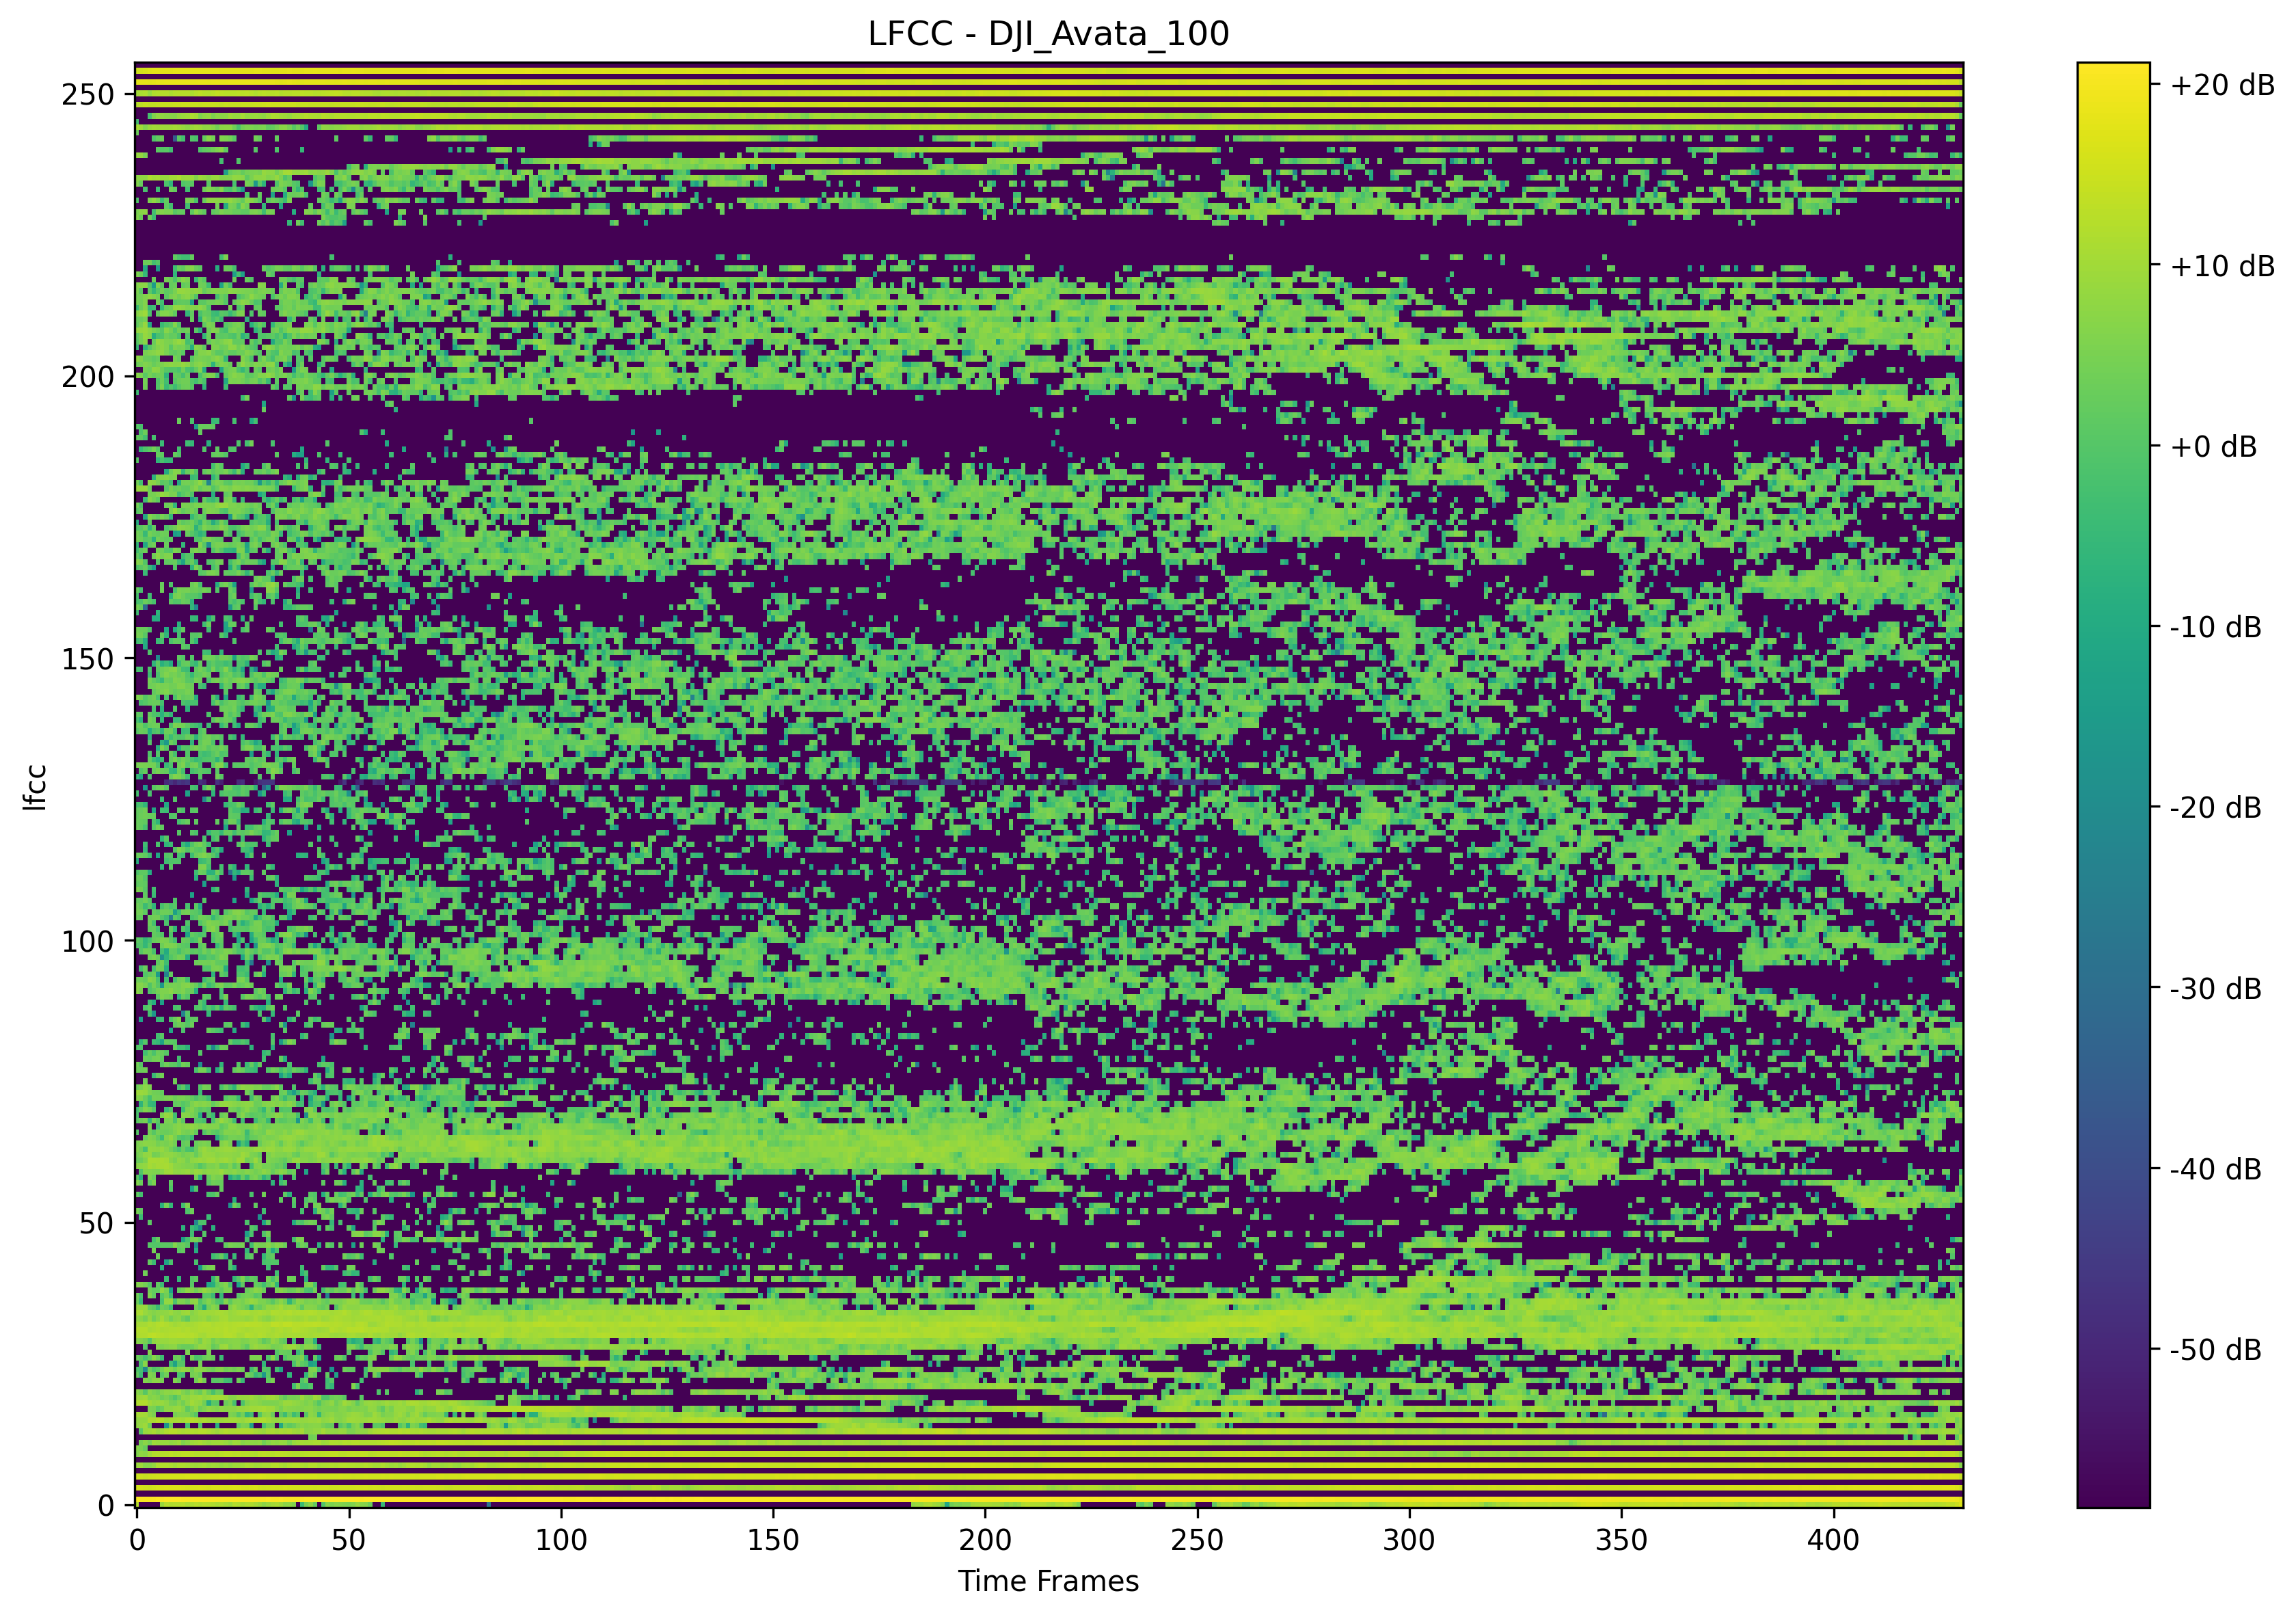 LFCC - DJI_Avata_100
250
200
150
100
50
0
lfcc
0 50 100 150 200 250 300 350 400
Time Frames
+20 dB
+10 dB
+0 dB
-10 dB
-20 dB
-30 dB
-40 dB
-50 dB